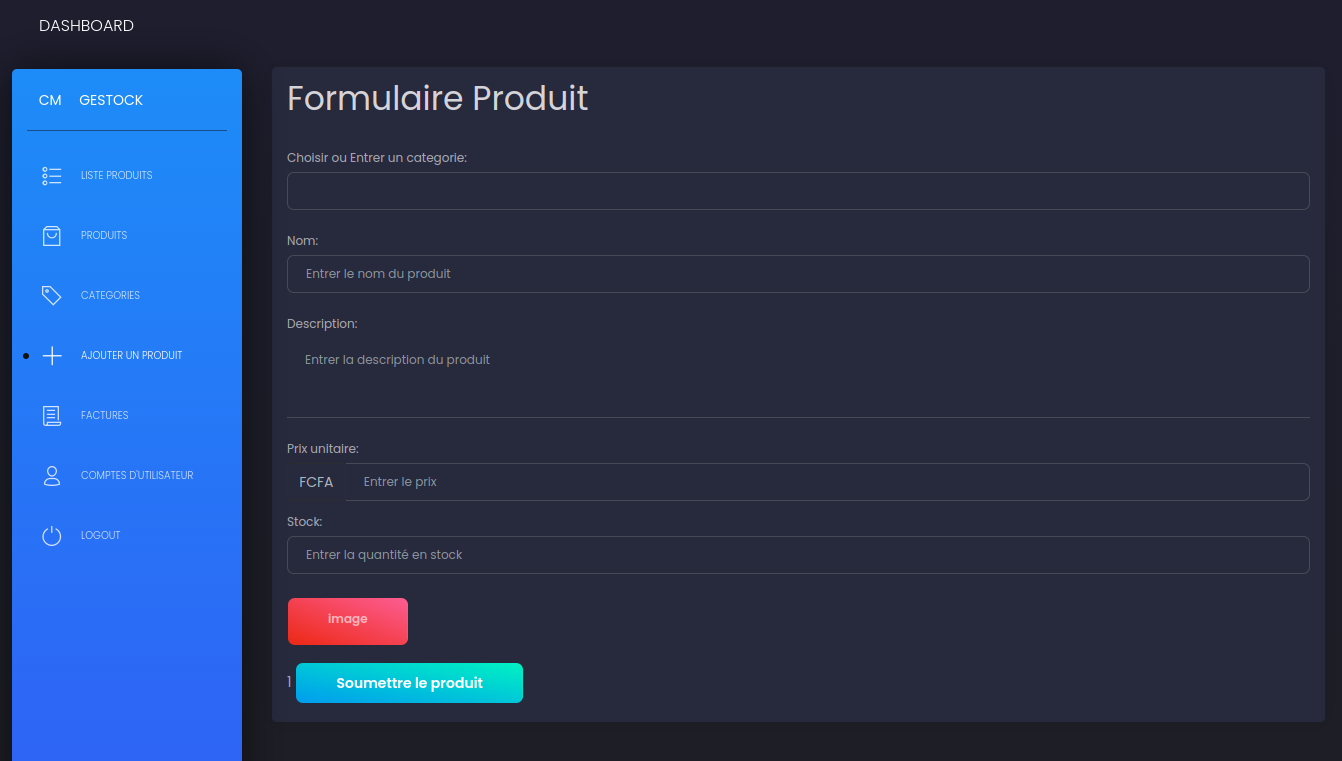 DASHBOARD
CM GESTOCK
LISTE PRODUITS
PRODUITS
CATEGORIES
AJOUTER UN PRODUIT
FACTURES
COMPTES D'UTILISATEUR
LOGOUT
Formulaire Produit
Choisir ou Entrer un categorie:
Nom:
Entrer le nom du produit
Description:
Entrer la description du produit
Prix unitaire:
FCFA Entrer le prix
Stock:
Entrer la quantité en stock
image
1 Soumettre le produit